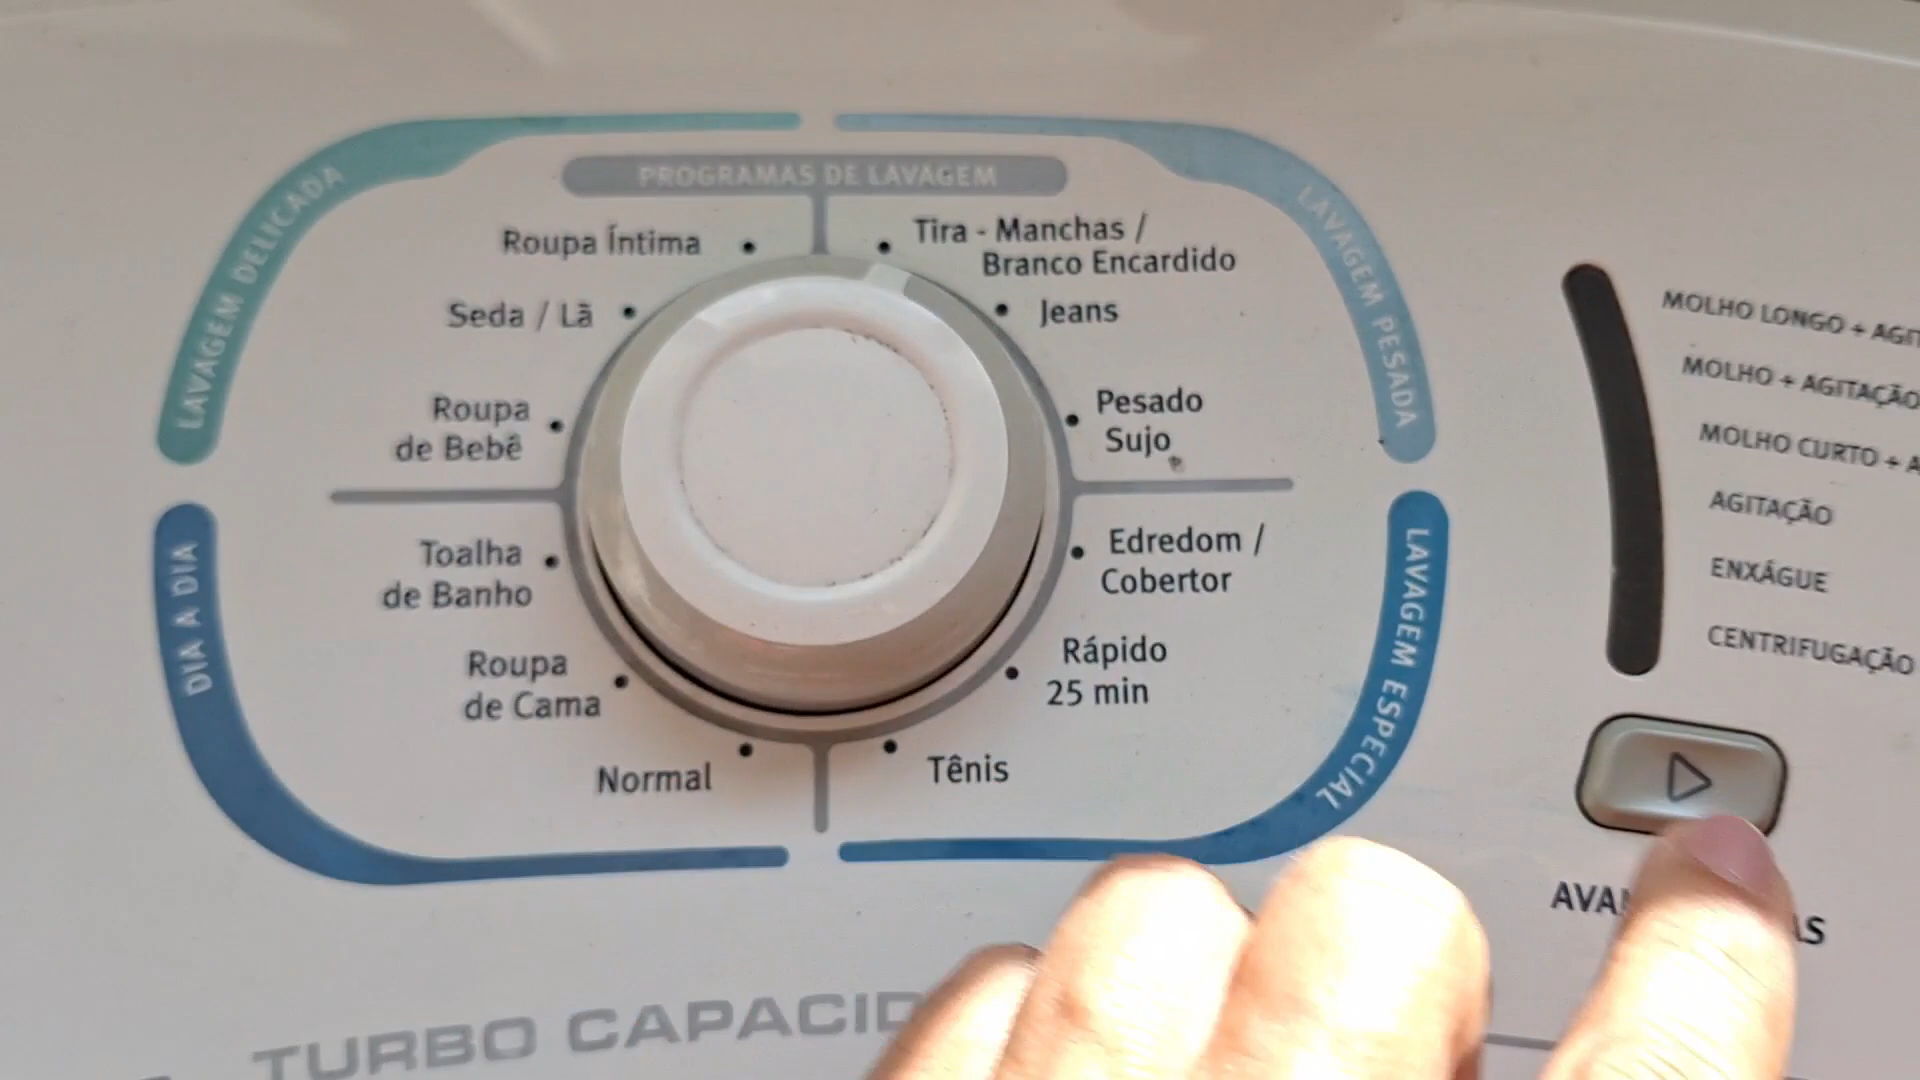 PROGRAMAS DE LAVAGEM
LAVAGEM DELICADA
Roupa Íntima
Seda / Lã
Roupa
de Bebê
LAVAGEM PESADA
Tira - Manchas /
Branco Encardido
Jeans
Pesado
Sujo
DIA A DIA
Toalha
de Banho
Roupa
de Cama
Normal
LAVAGEM ESPECIAL
Edredom /
Cobertor
Rápido
25 min
Tênis
MOLHO LONGO + AGI
MOLHO + AGITAÇÃO
MOLHO CURTO + A
AGITAÇÃO
ENXÁGUE
CENTRIFUGAÇÃO
TURBO CAPACID